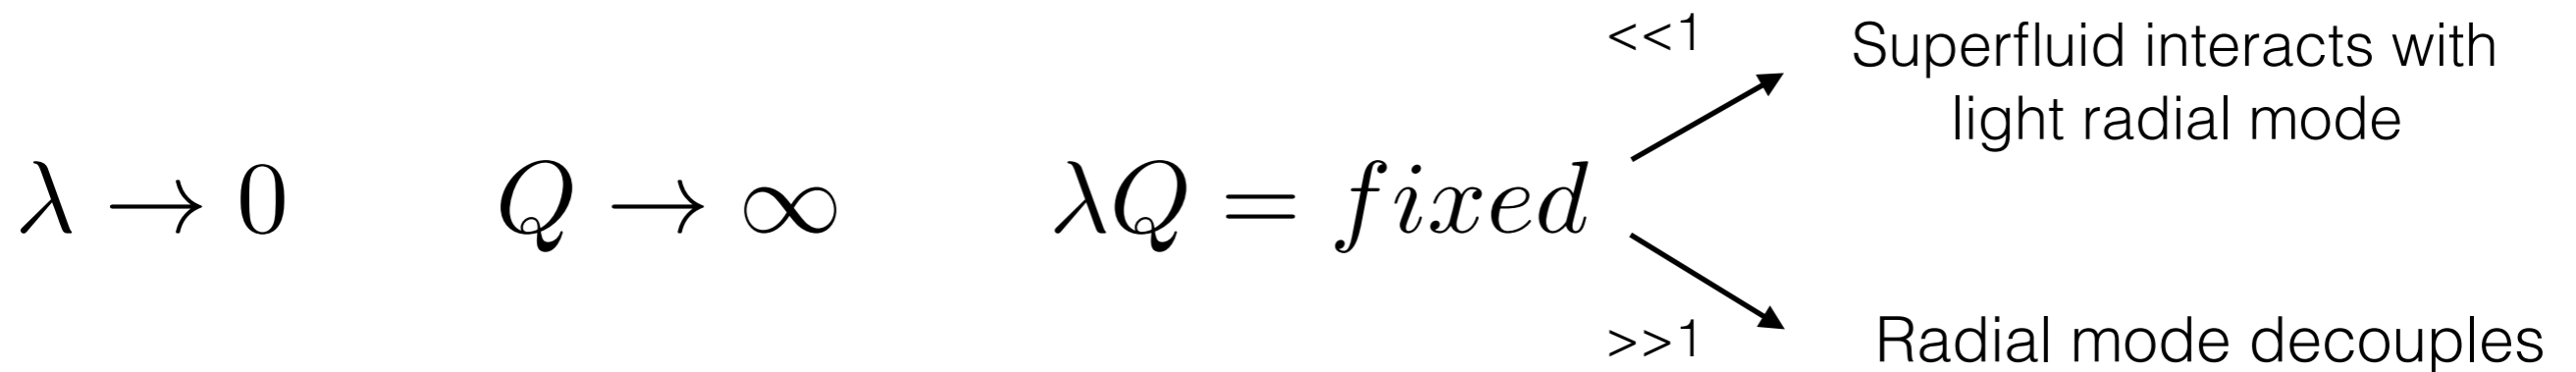 <<1
Superfluid interacts with
light radial mode
λ → 0 Q → ∞ λQ = fixed
>>1
Radial mode decouples